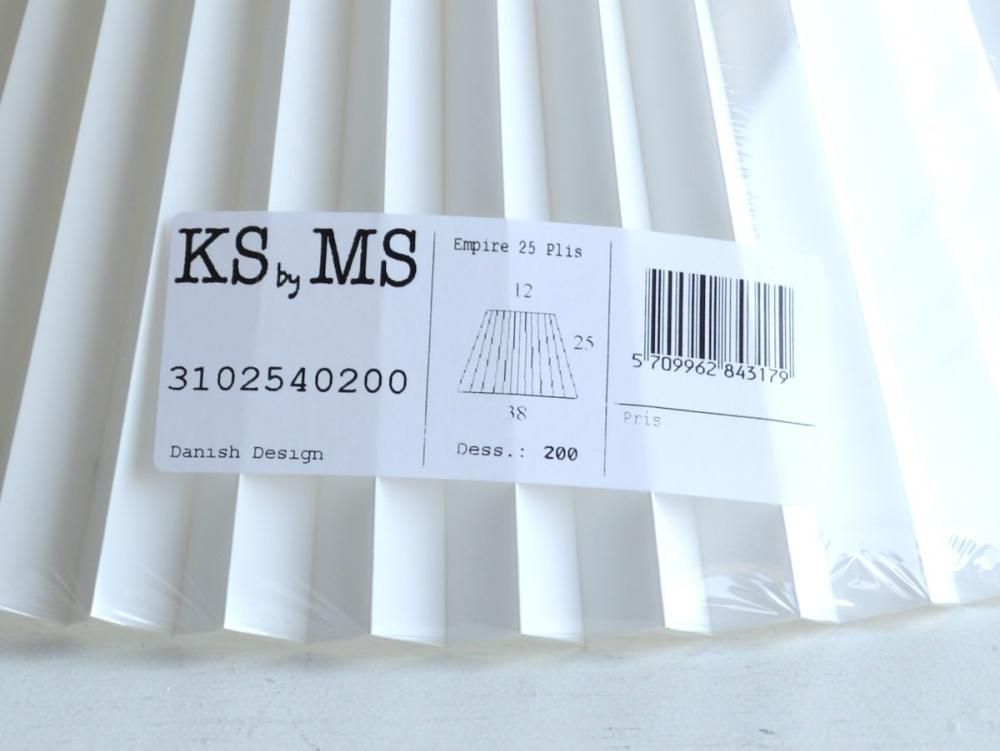 KS by MS
3102540200
Danish Design
Empire 25 Plis
12
25
38
Dess.: 200
5 709962 843179
Pris